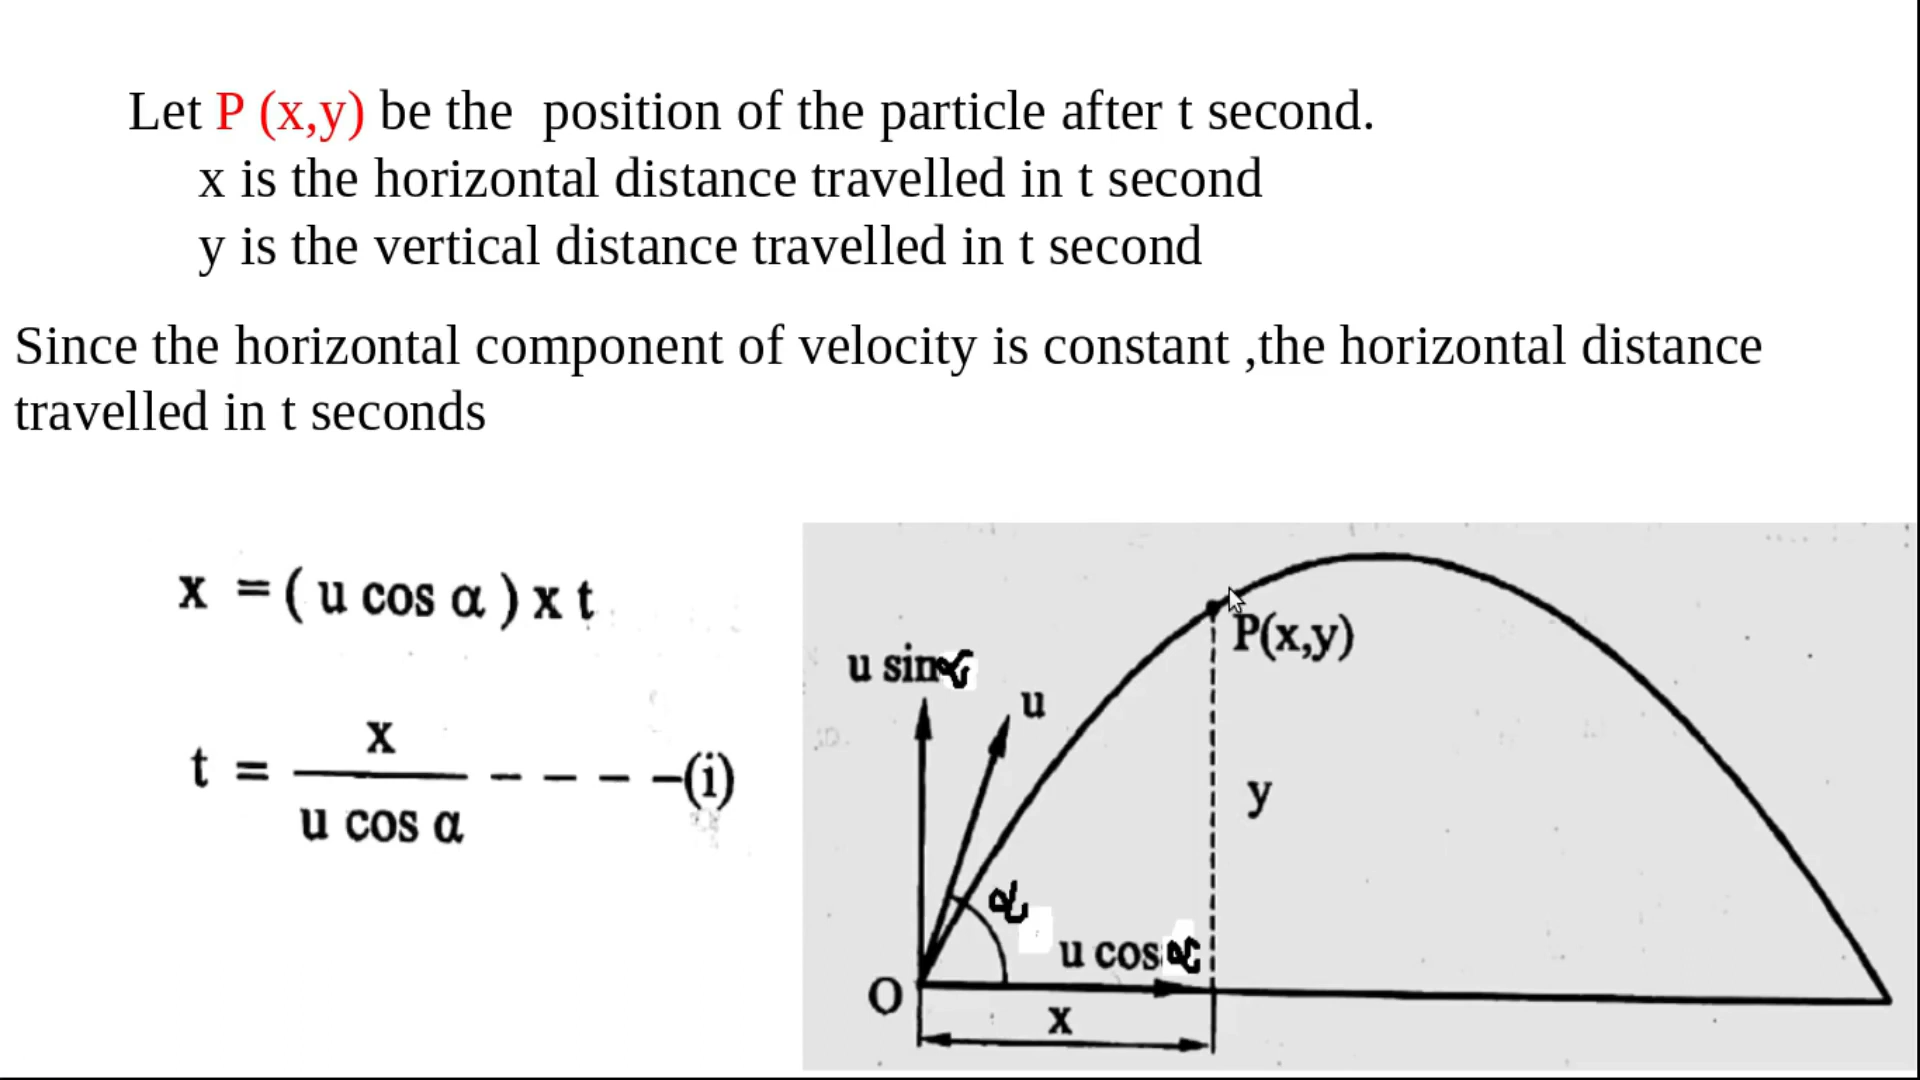 Let P (x,y) be the position of the particle after t second.
x is the horizontal distance travelled in t second
y is the vertical distance travelled in t second
Since the horizontal component of velocity is constant ,the horizontal distance
travelled in t seconds
x = ( u cos α ) x t
t = x / u cos α - - - - -(i)
P(x,y)
u sin α
u
y
α
u cos α
O
x